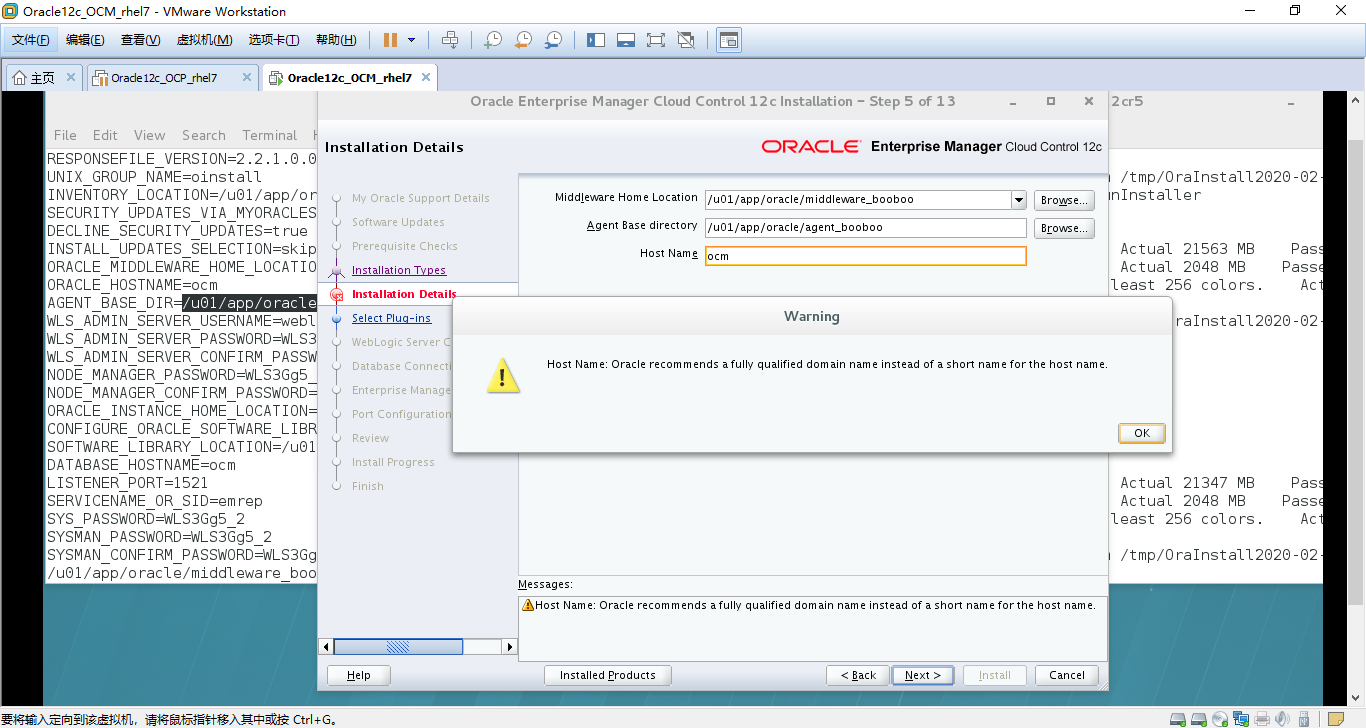 Oracle12c_OCM_rhel7 - VMware Workstation
文件(F) 编辑(E) 查看(V) 虚拟机(M) 选项卡(T) 帮助(H)
主页 Oracle12c_OCP_rhel7 Oracle12c_OCM_rhel7
Oracle Enterprise Manager Cloud Control 12c Installation - Step 5 of 13
2cr5
File Edit View Search Terminal
Installation Details
ORACLE Enterprise Manager Cloud Control 12c
RESPONSEFILE_VERSION=2.2.1.0.0
UNIX_GROUP_NAME=oinstall
INVENTORY_LOCATION=/u01/app/or
SECURITY_UPDATES_VIA_MYORACLES
DECLINE_SECURITY_UPDATES=true
INSTALL_UPDATES_SELECTION=skip
ORACLE_MIDDLEWARE_HOME_LOCATIO
ORACLE_HOSTNAME=ocm
AGENT_BASE_DIR=/u01/app/oracle
WLS_ADMIN_SERVER_USERNAME=webl
WLS_ADMIN_SERVER_PASSWORD=WLS3
WLS_ADMIN_SERVER_CONFIRM_PASSW
NODE_MANAGER_PASSWORD=WLS3Gg5_
NODE_MANAGER_CONFIRM_PASSWORD=
ORACLE_INSTANCE_HOME_LOCATION=
CONFIGURE_ORACLE_SOFTWARE_LIBR
SOFTWARE_LIBRARY_LOCATION=/u01
DATABASE_HOSTNAME=ocm
LISTENER_PORT=1521
SERVICENAME_OR_SID=emrep
SYS_PASSWORD=WLS3Gg5_2
SYSMAN_PASSWORD=WLS3Gg5_2
SYSMAN_CONFIRM_PASSWORD=WLS3Gg
/u01/app/oracle/middleware_boo
My Oracle Support Details
Software Updates
Prerequisite Checks
Installation Types
Installation Details
Select Plug-ins
WebLogic Server C
Database Connecti
Enterprise Manage
Port Configuration
Review
Install Progress
Finish
Middleware Home Location /u01/app/oracle/middleware_booboo Browse...
Agent Base directory /u01/app/oracle/agent_booboo Browse...
Host Name ocm
Warning
Host Name: Oracle recommends a fully qualified domain name instead of a short name for the host name.
OK
Messages:
Host Name: Oracle recommends a fully qualified domain name instead of a short name for the host name.
Help Installed Products < Back Next > Install Cancel
/tmp/OraInstall2020-02-
unInstaller
Actual 21563 MB Pass
Actual 2048 MB Passe
least 256 colors. Act
raInstall2020-02-
Actual 21347 MB Pass
Actual 2048 MB Passe
least 256 colors. Act
/tmp/OraInstall2020-02-
要将输入定向到该虚拟机，请将鼠标指针移入其中或按 Ctrl+G。